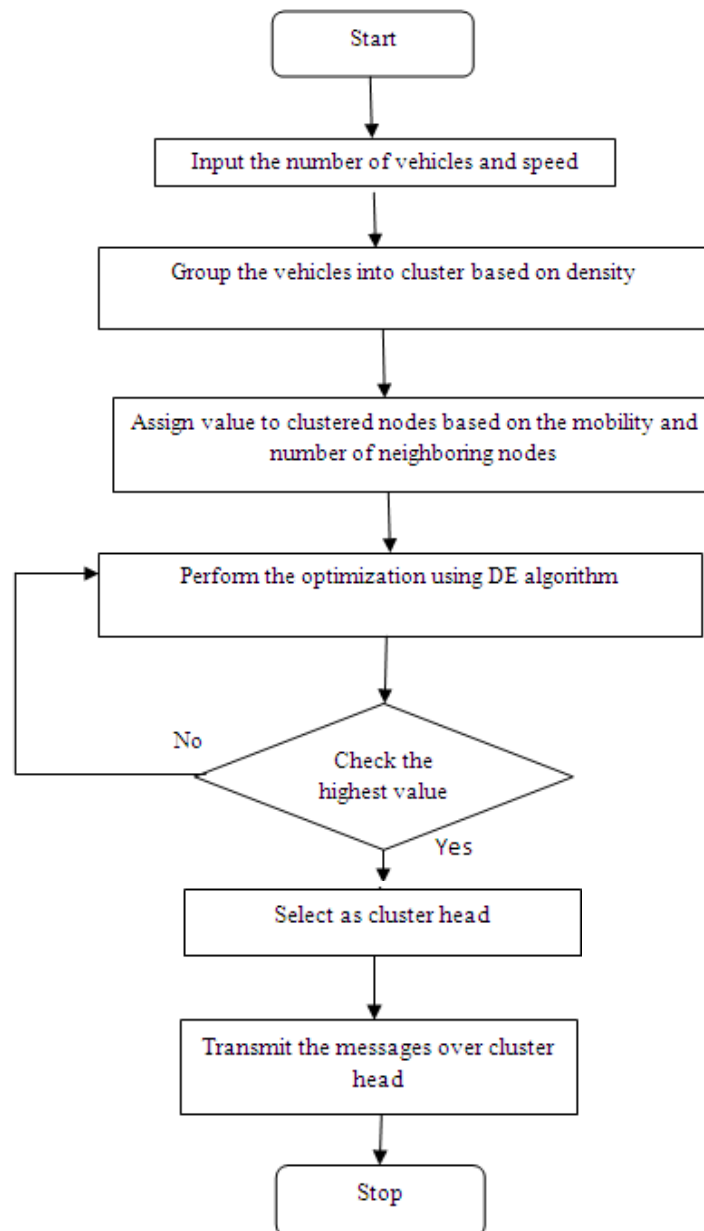 Start
Input the number of vehicles and speed
Group the vehicles into cluster based on density
Assign value to clustered nodes based on the mobility and
number of neighboring nodes
Perform the optimization using DE algorithm
No
Check the
highest value
Yes
Select as cluster head
Transmit the messages over cluster
head
Stop